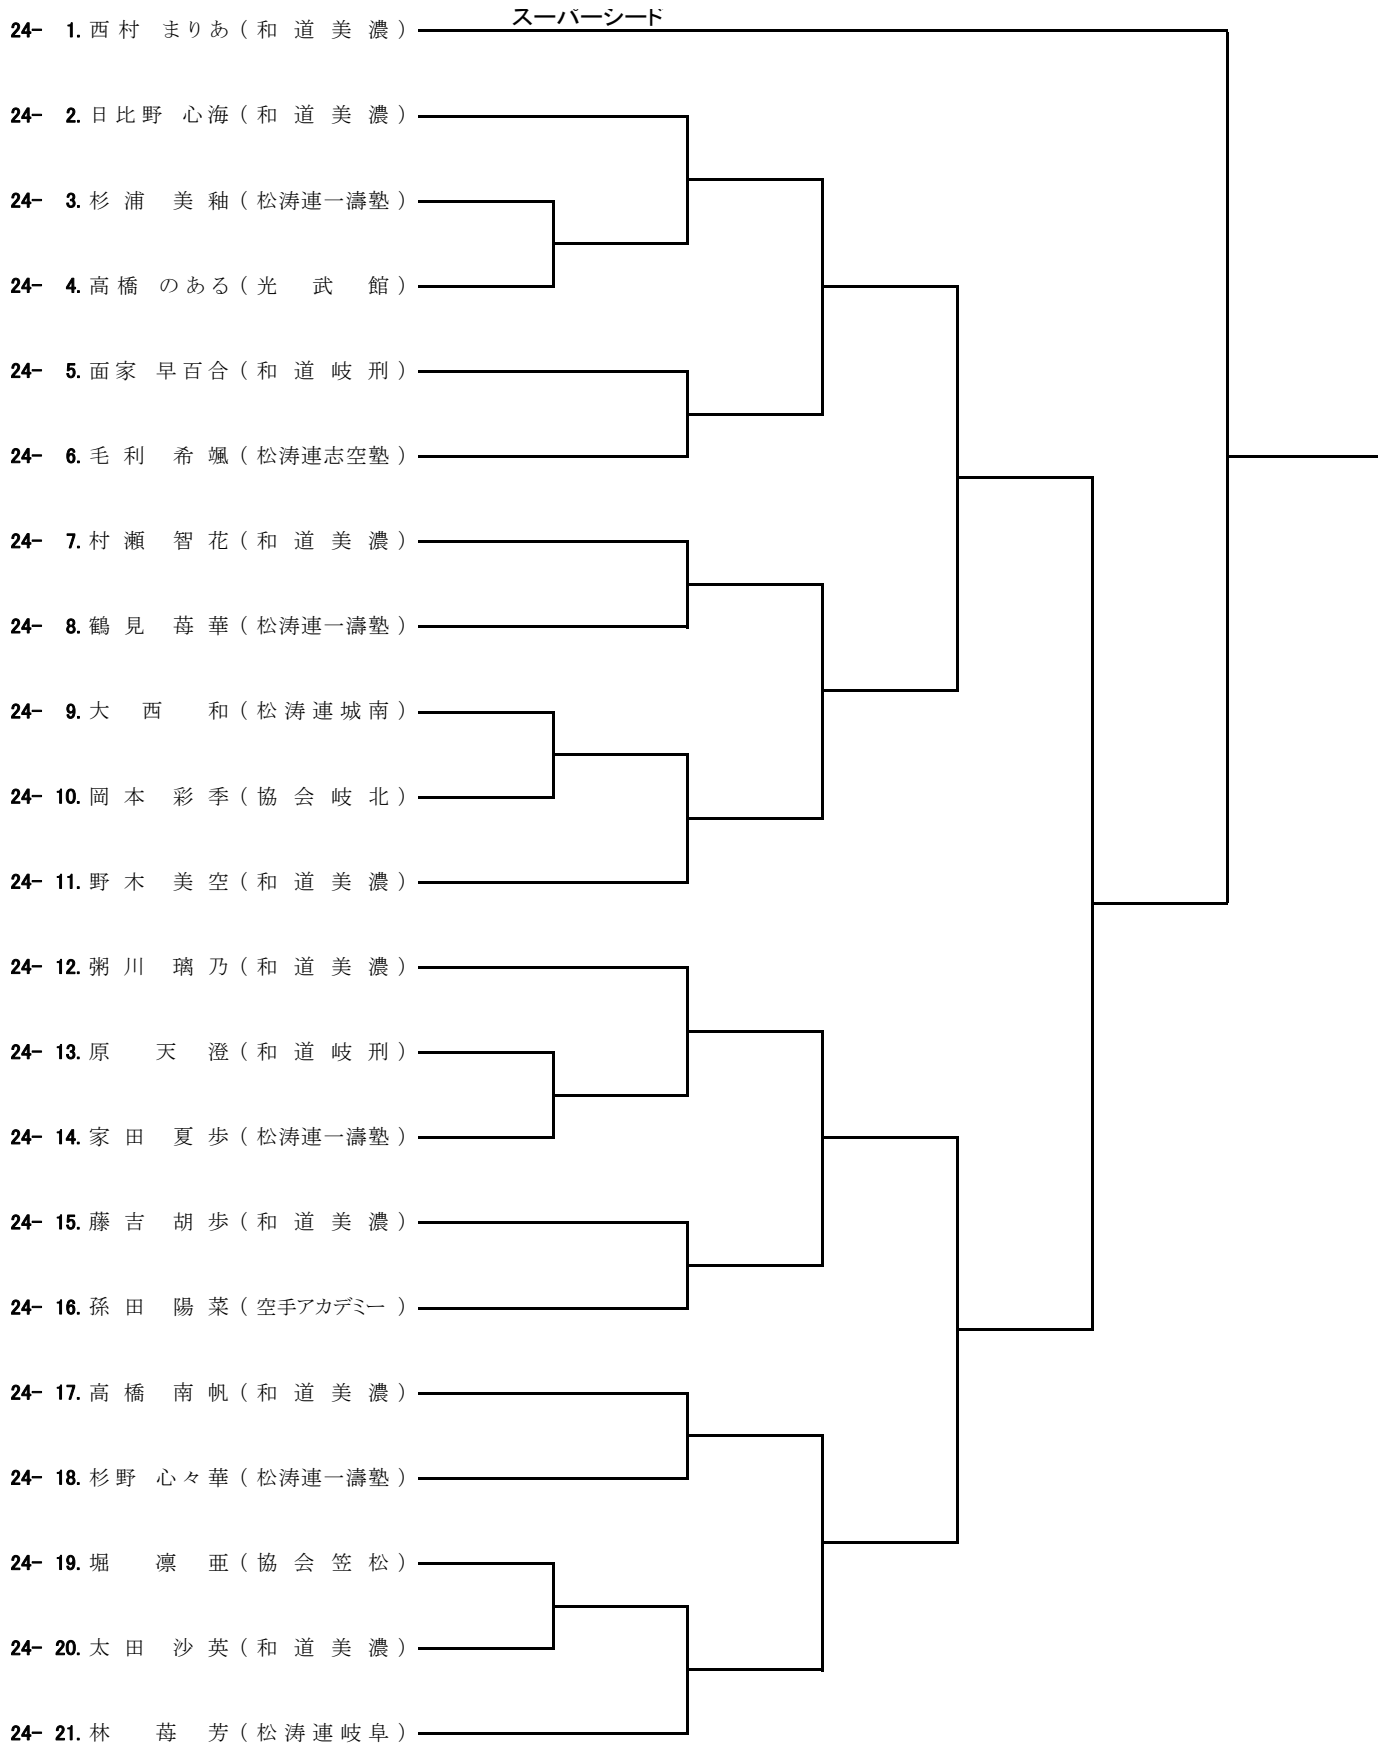 スーパーシード
24- 1. 西村 まりあ(和道美濃)
24- 2. 日比野 心海(和道美濃)
24- 3. 杉浦 美釉(松涛連一濤塾)
24- 4. 高橋 のある(光武館)
24- 5. 面家 早百合(和道岐刑)
24- 6. 毛利 希颯(松涛連志空塾)
24- 7. 村瀬 智花(和道美濃)
24- 8. 鶴見 苺華(松涛連一濤塾)
24- 9. 大西 和(松涛連城南)
24- 10. 岡本 彩季(協会岐北)
24- 11. 野木 美空(和道美濃)
24- 12. 粥川 璃乃(和道美濃)
24- 13. 原 天澄(和道岐刑)
24- 14. 家田 夏歩(松涛連一濤塾)
24- 15. 藤吉 胡歩(和道美濃)
24- 16. 孫田 陽菜(空手アカデミー)
24- 17. 高橋 南帆(和道美濃)
24- 18. 杉野 心々華(松涛連一濤塾)
24- 19. 堀 凛亜(協会笠松)
24- 20. 太田 沙英(和道美濃)
24- 21. 林 苺芳(松涛連岐阜)